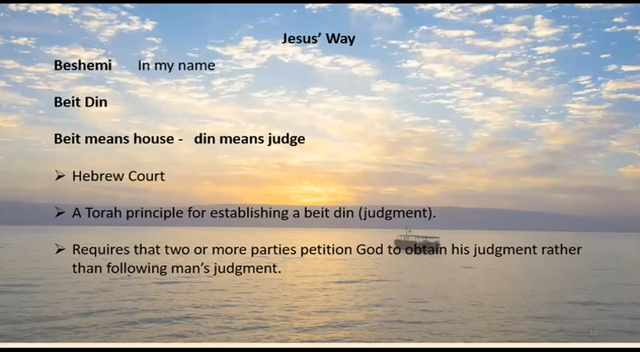 Jesus' Way
Beshemi In my name
Beit Din
Beit means house - din means judge
➢ Hebrew Court
➢ A Torah principle for establishing a beit din (judgment).
➢ Requires that two or more parties petition God to obtain his judgment rather
than following man's judgment.